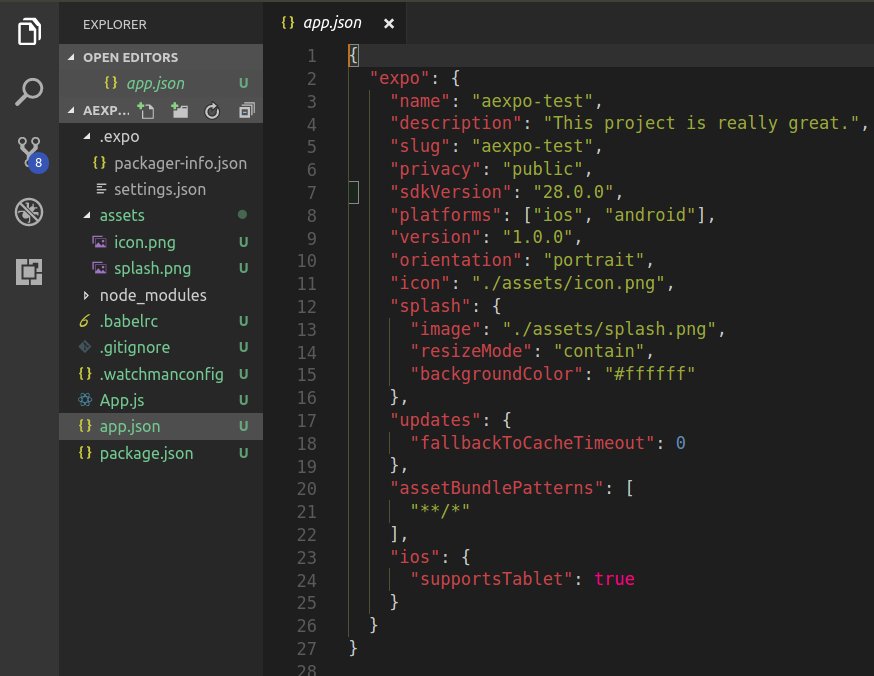 EXPLORER
OPEN EDITORS
{} app.json U
AEXP...
.expo
{} packager-info.json
settings.json
assets
icon.png U
splash.png U
node_modules
.babelrc U
.gitignore U
{} .watchmanconfig U
App.js U
{} app.json U
{} package.json U
8
{} app.json ×
1 {
2 "expo": {
3 "name": "aexpo-test",
4 "description": "This project is really great.",
5 "slug": "aexpo-test",
6 "privacy": "public",
7 "sdkVersion": "28.0.0",
8 "platforms": ["ios", "android"],
9 "version": "1.0.0",
10 "orientation": "portrait",
11 "icon": "./assets/icon.png",
12 "splash": {
13 "image": "./assets/splash.png",
14 "resizeMode": "contain",
15 "backgroundColor": "#ffffff"
16 },
17 "updates": {
18 "fallbackToCacheTimeout": 0
19 },
20 "assetBundlePatterns": [
21 "**/*"
22 ],
23 "ios": {
24 "supportsTablet": true
25 }
26 }
27 }
28